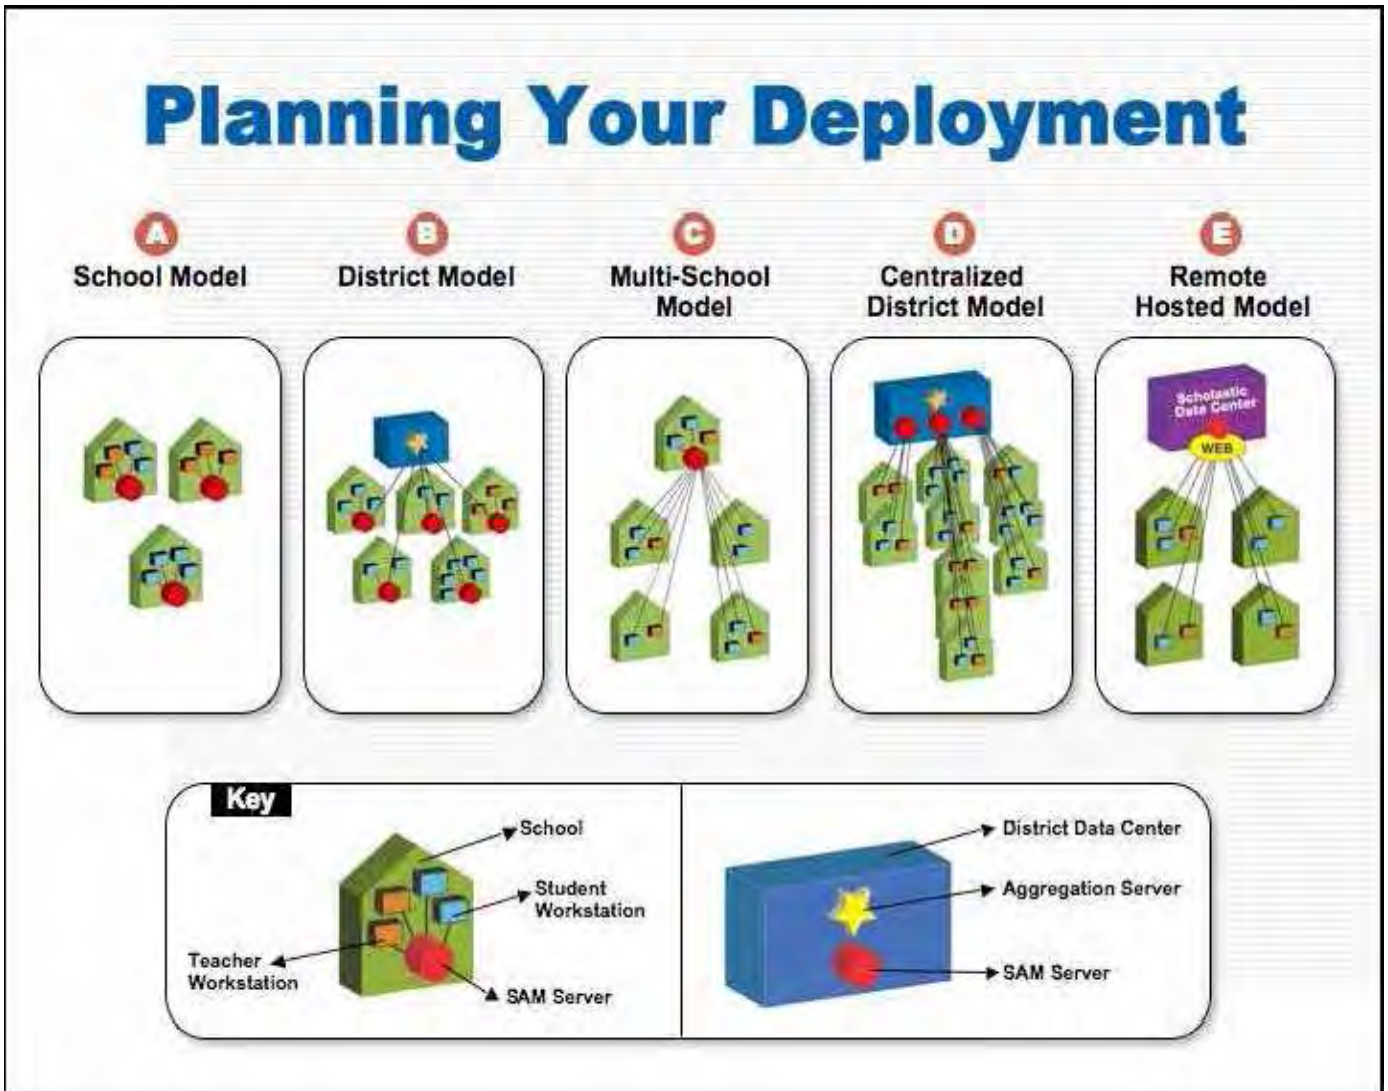 Planning Your Deployment
A
School Model
B
District Model
C
Multi-School
Model
D
Centralized
District Model
E
Remote
Hosted Model
Scholastic
Data Center
WEB
Key
School
Student
Workstation
Teacher
Workstation
SAM Server
District Data Center
Aggregation Server
SAM Server